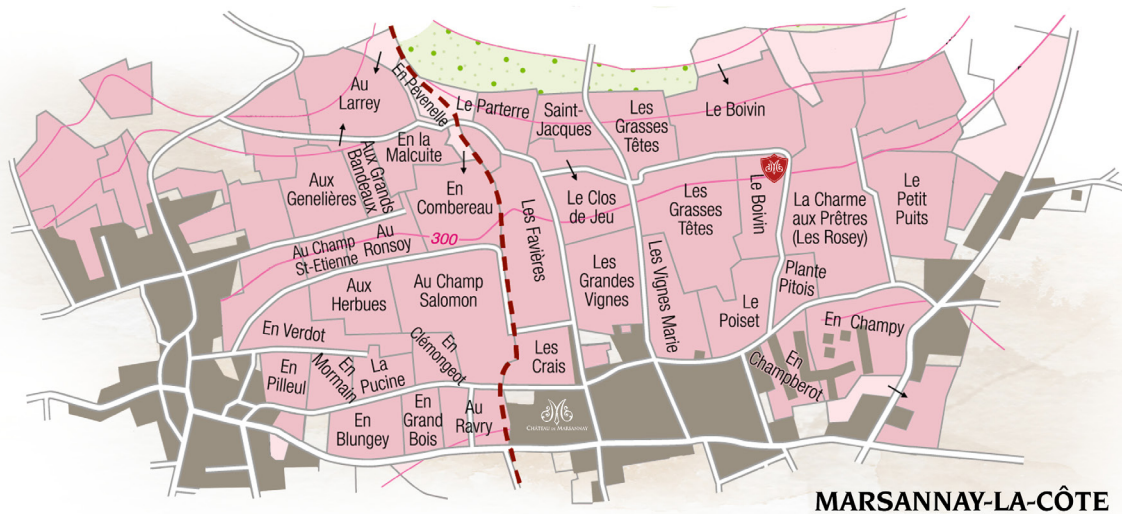 Au
Larrey
En Pévenelle
Le Parterre
Saint-
Jacques
Les
Grasses
Têtes
Le Boivin
En la
Malcuite
Aux Grands
Bandeaux
Aux
Genelières
En
Combereau
Les Favières
Le Clos
de Jeu
Les
Grasses
Têtes
Le Boivin
La Charme
aux Prêtres
(Les Rosey)
Le
Petit
Puits
Au Champ
St-Etienne
Au
Ronsoy
300
Les
Grandes
Vignes
Les Vignes Marie
Plante
Pitois
Aux
Herbues
Au Champ
Salomon
Le
Poiset
En Champy
En Verdot
En
Clémongeot
Les
Crais
En
Pilleul
En
Mormain
La
Pucine
En
Champberot
En
Blungey
En
Grand
Bois
Au
Ravry
M
CHATEAU DE MARSANNAY
MARSANNAY-LA-CÔTE